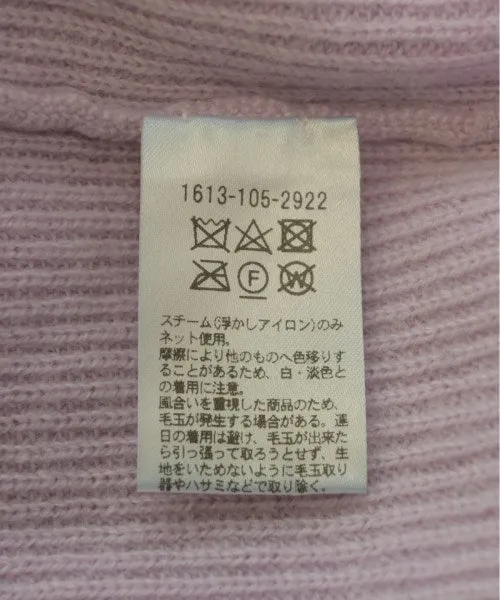 1613-105-2922
F
W
スチーム(浮かしアイロン)のみ
ネット使用。
摩擦により他のものへ色移りす
ることがあるため、白・淡色と
の着用に注意。
風合いを重視した商品のため、
毛玉が発生する場合がある。連
日の着用は避け、毛玉が出来た
ら引っ張って取ろうとせず、生
地をいためないように毛玉取り
器やハサミなどで取り除く。